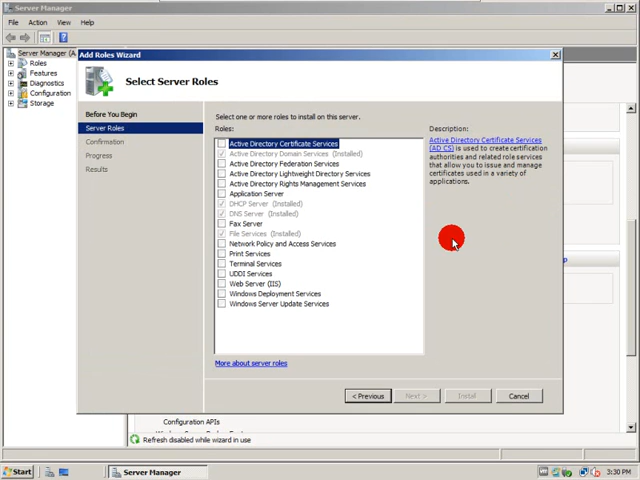 Server Manager
File Action View Help
Server Manager (A
Roles
Features
Diagnostics
Configuration
Storage
Add Roles Wizard
Select Server Roles
Before You Begin
Server Roles
Confirmation
Progress
Results
Select one or more roles to install on this server.
Roles:
Active Directory Certificate Services
Active Directory Domain Services (Installed)
Active Directory Federation Services
Active Directory Lightweight Directory Services
Active Directory Rights Management Services
Application Server
DHCP Server (Installed)
DNS Server (Installed)
Fax Server
File Services (Installed)
Network Policy and Access Services
Print Services
Terminal Services
UDDI Services
Web Server (IIS)
Windows Deployment Services
Windows Server Update Services
More about server roles
Description:
Active Directory Certificate Services
(AD CS) is used to create certification
authorities and related role services
that allow you to issue and manage
certificates used in a variety of
applications.
< Previous
Next >
Install
Cancel
Configuration APIs
Refresh disabled while wizard in use
Start
Server Manager
3:30 PM